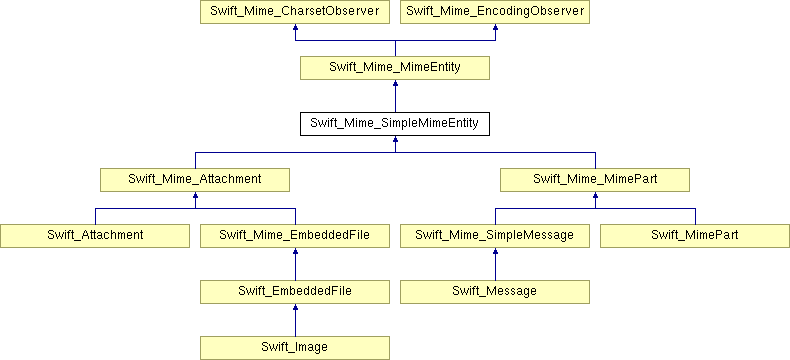 Swift_Mime_CharsetObserver
Swift_Mime_EncodingObserver
Swift_Mime_MimeEntity
Swift_Mime_SimpleMimeEntity
Swift_Mime_Attachment
Swift_Mime_MimePart
Swift_Attachment
Swift_Mime_EmbeddedFile
Swift_Mime_SimpleMessage
Swift_MimePart
Swift_EmbeddedFile
Swift_Message
Swift_Image